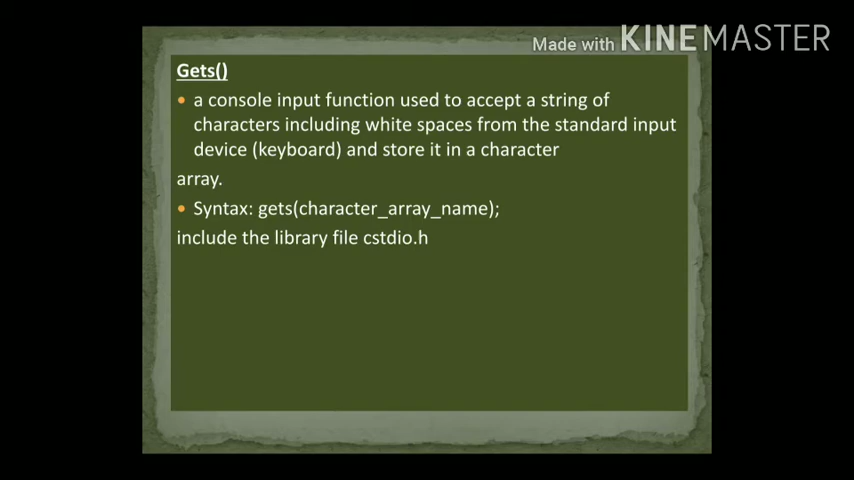 Made with KINEMASTER
Gets()
• a console input function used to accept a string of
characters including white spaces from the standard input
device (keyboard) and store it in a character
array.
• Syntax: gets(character_array_name);
include the library file cstdio.h